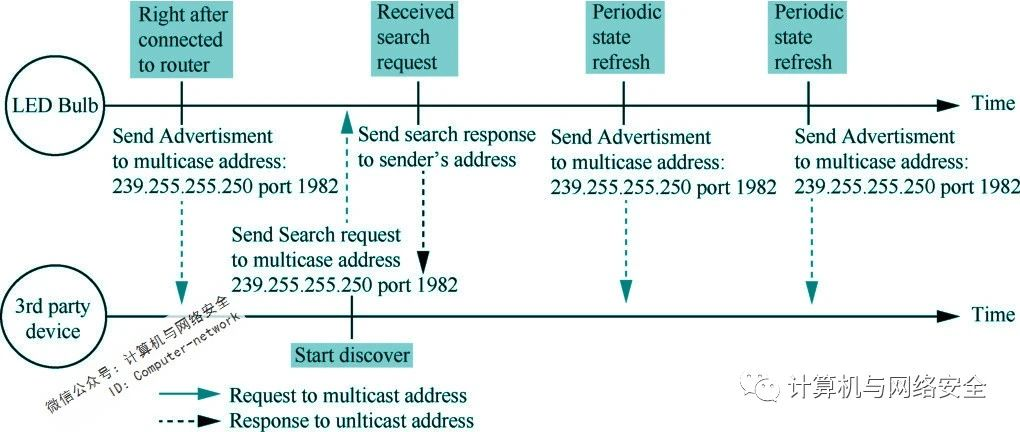 Right after
connected
to router
Received
search
request
Periodic
state
refresh
Periodic
state
refresh
LED Bulb
Time
Send Advertisment
to multicase address:
239.255.255.250 port 1982
Send search response
to sender's address
Send Advertisment
to multicase address:
239.255.255.250 port 1982
Send Advertisment
to multicase address:
239.255.255.250 port 1982
Send Search request
to multicase address
239.255.255.250 port 1982
3rd party
device
Time
Start discover
微信公众号：计算机与网络安全
ID：Computer-network
Request to multicast address
Response to unlticast address
计算机与网络安全